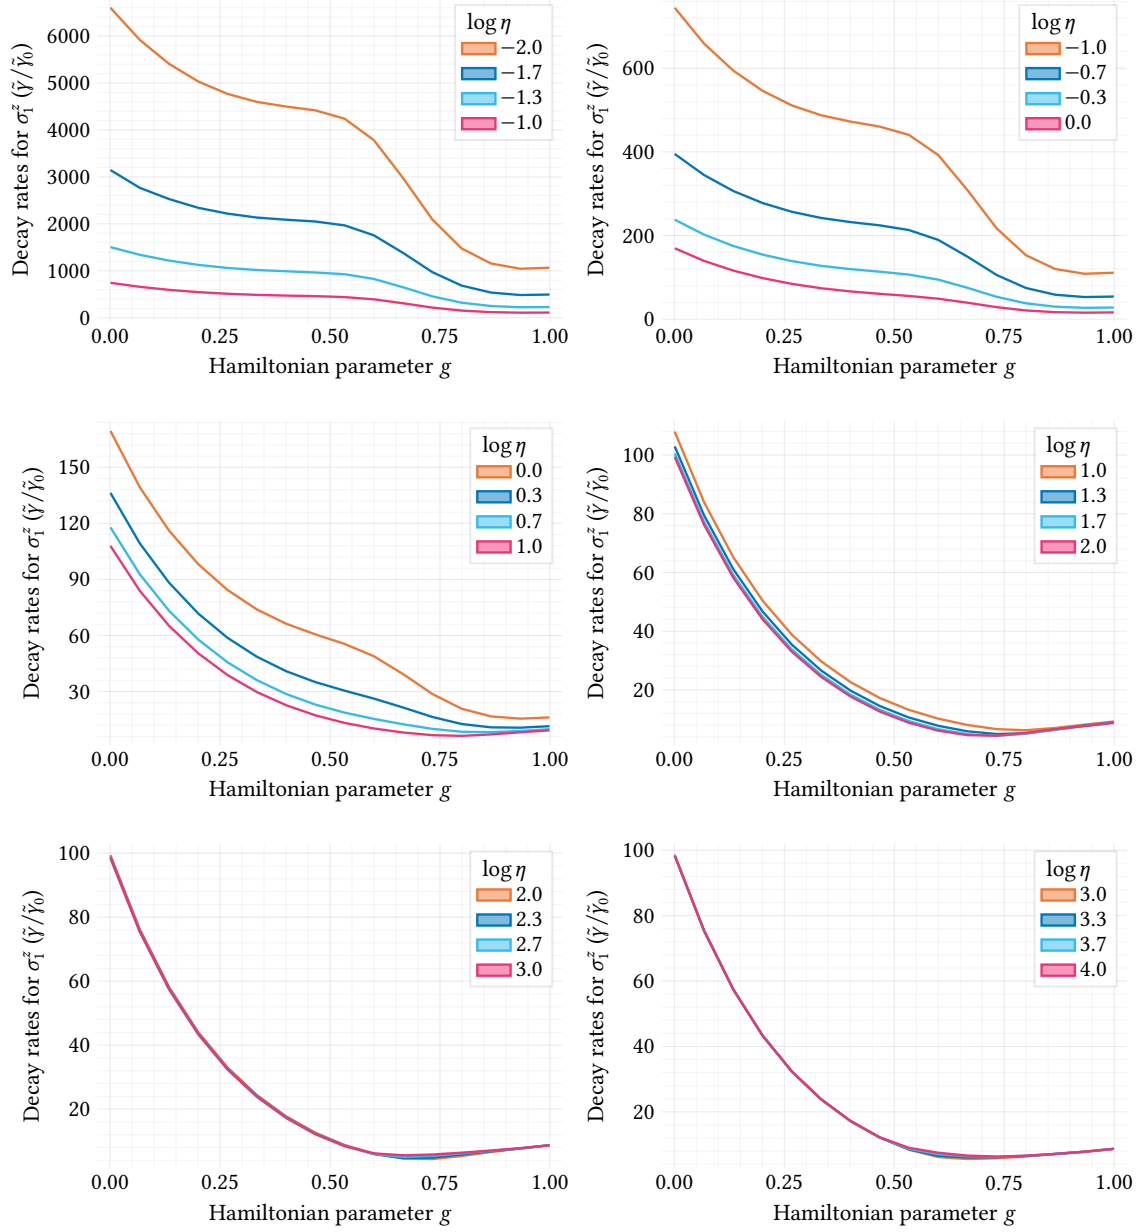 Decay rates for σ₁ᶻ (γ̃/γ̃₀)
6000
5000
4000
3000
2000
1000
0
log η
−2.0
−1.7
−1.3
−1.0
0.00 0.25 0.50 0.75 1.00
Hamiltonian parameter g
Decay rates for σ₁ᶻ (γ̃/γ̃₀)
600
400
200
0
log η
−1.0
−0.7
−0.3
0.0
0.00 0.25 0.50 0.75 1.00
Hamiltonian parameter g
Decay rates for σ₁ᶻ (γ̃/γ̃₀)
150
120
90
60
30
log η
0.0
0.3
0.7
1.0
0.00 0.25 0.50 0.75 1.00
Hamiltonian parameter g
Decay rates for σ₁ᶻ (γ̃/γ̃₀)
100
80
60
40
20
log η
1.0
1.3
1.7
2.0
0.00 0.25 0.50 0.75 1.00
Hamiltonian parameter g
Decay rates for σ₁ᶻ (γ̃/γ̃₀)
100
80
60
40
20
log η
2.0
2.3
2.7
3.0
0.00 0.25 0.50 0.75 1.00
Hamiltonian parameter g
Decay rates for σ₁ᶻ (γ̃/γ̃₀)
100
80
60
40
20
log η
3.0
3.3
3.7
4.0
0.00 0.25 0.50 0.75 1.00
Hamiltonian parameter g